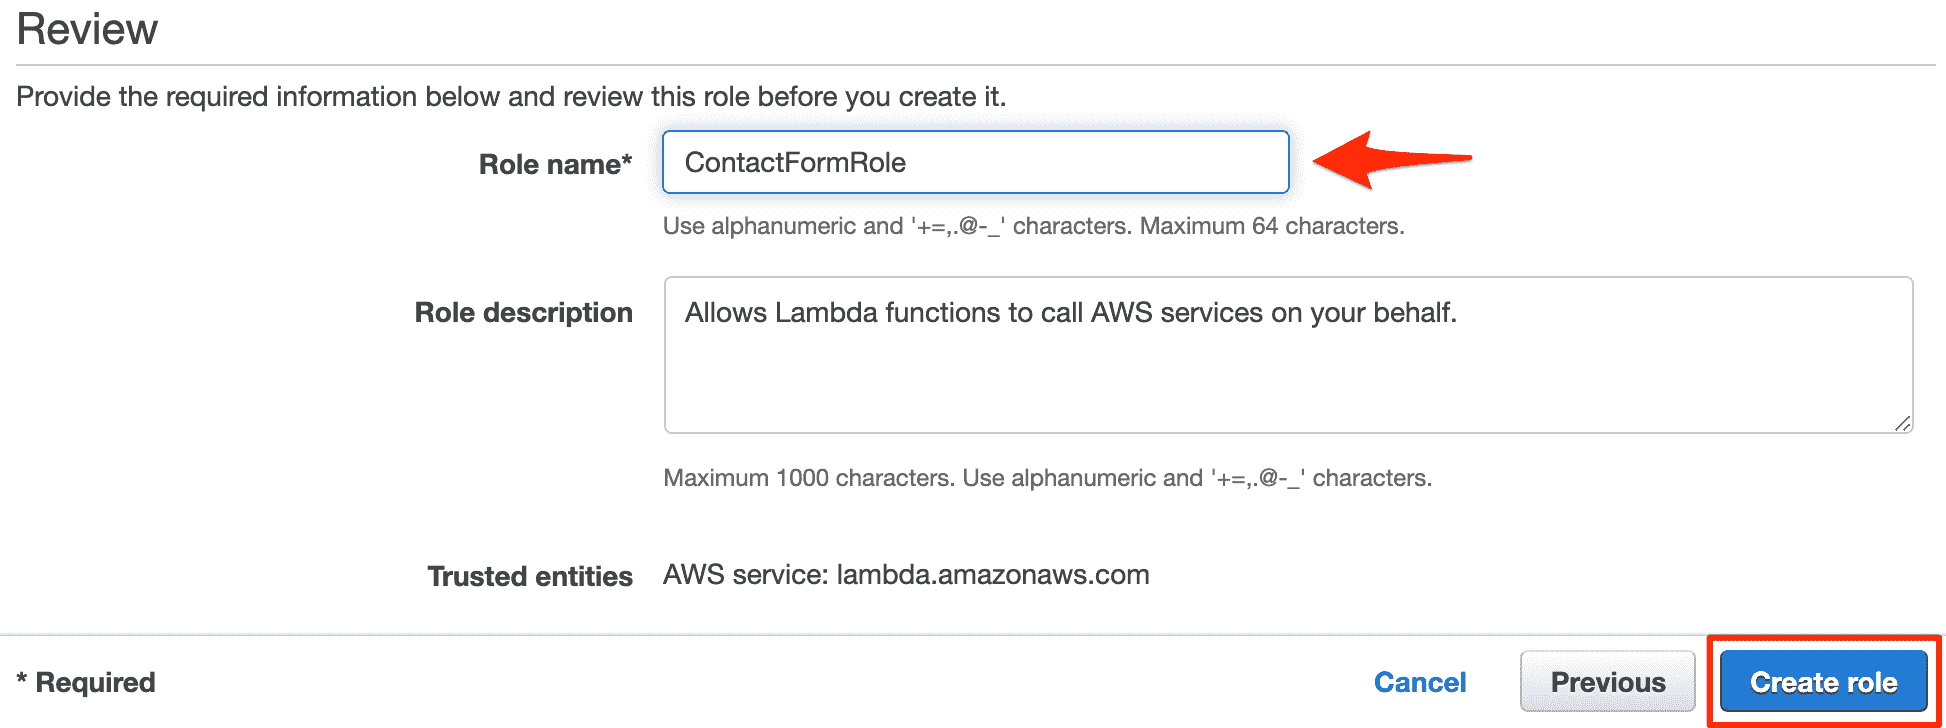 Review
Provide the required information below and review this role before you create it.
Role name* ContactFormRole
Use alphanumeric and '+=,.@-_' characters. Maximum 64 characters.
Role description Allows Lambda functions to call AWS services on your behalf.
Maximum 1000 characters. Use alphanumeric and '+=,.@-_' characters.
Trusted entities AWS service: lambda.amazonaws.com
* Required Cancel Previous Create role